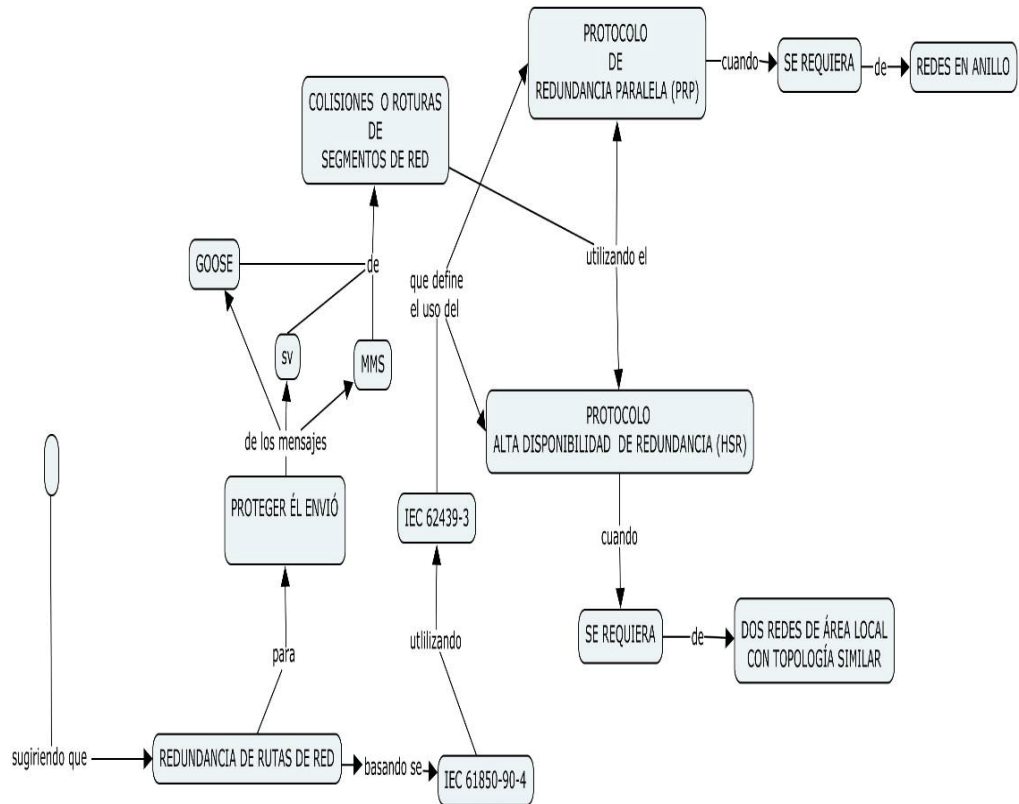 PROTOCOLO
DE
REDUNDANCIA PARALELA (PRP)
cuando
SE REQUIERA
de
REDES EN ANILLO
COLISIONES O ROTURAS
DE
SEGMENTOS DE RED
GOOSE
de
que define
el uso del
utilizando el
sv
MMS
PROTOCOLO
ALTA DISPONIBILIDAD DE REDUNDANCIA (HSR)
de los mensajes
PROTEGER ÉL ENVIÓ
IEC 62439-3
cuando
SE REQUIERA
de
DOS REDES DE ÁREA LOCAL
CON TOPOLOGÍA SIMILAR
para
utlilizando
sugiriendo que
REDUNDANCIA DE RUTAS DE RED
basando se
IEC 61850-90-4